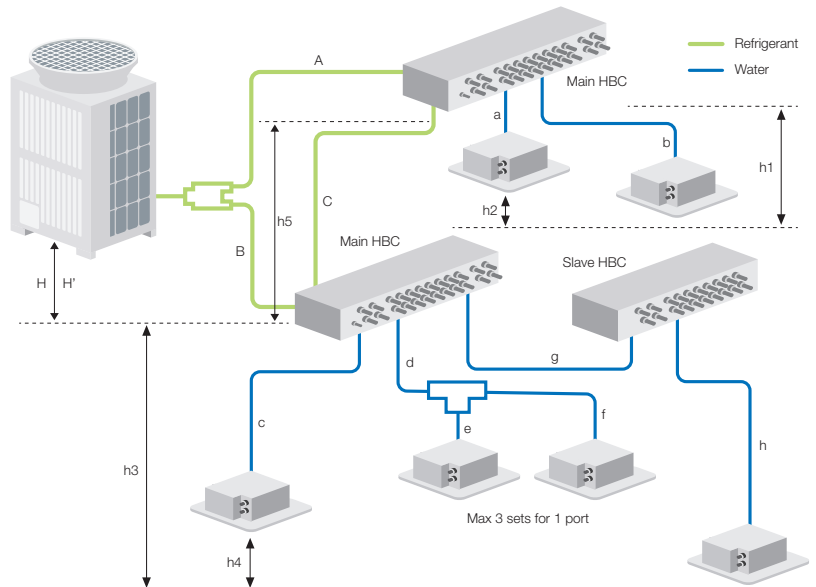 Refrigerant
Water
A
Main HBC
a
b
h1
C
h2
h5
B
Main HBC
Slave HBC
H
H'
d
g
c
e
f
h
h3
Max 3 sets for 1 port
h4